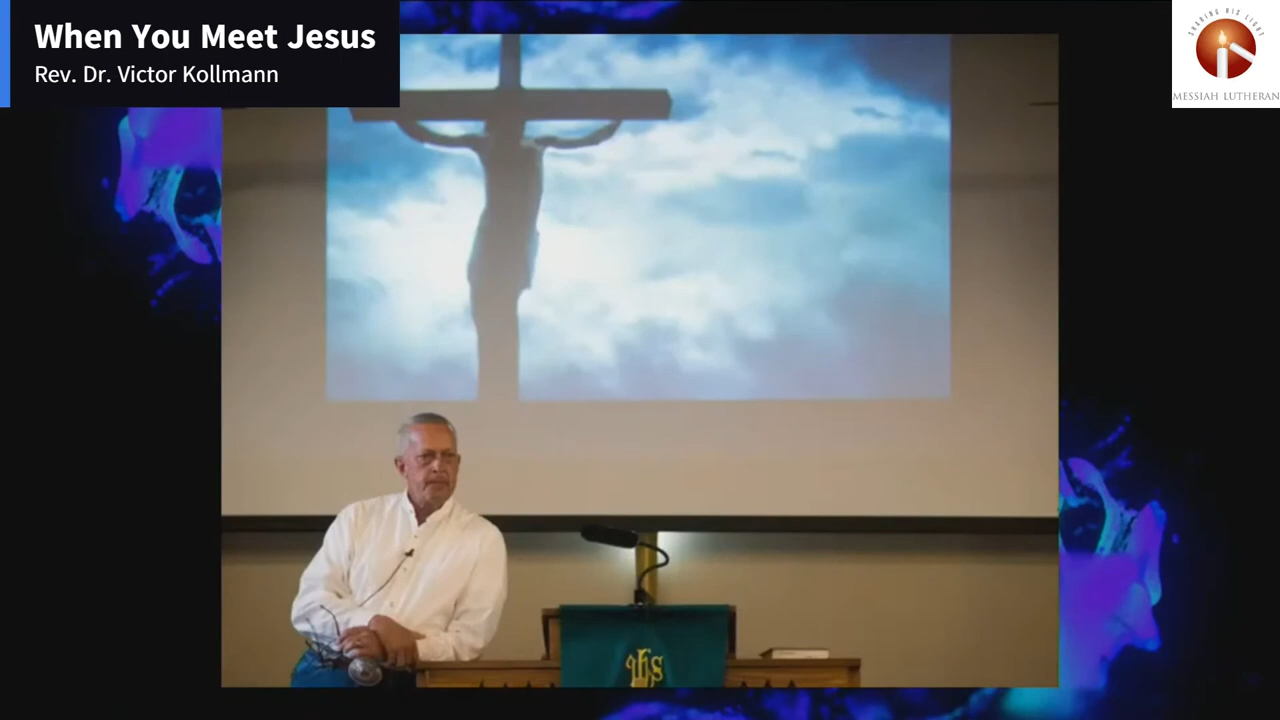 When You Meet Jesus
Rev. Dr. Victor Kollmann
SHARING HIS LIGHT
MESSIAH LUTHERAN
IHS